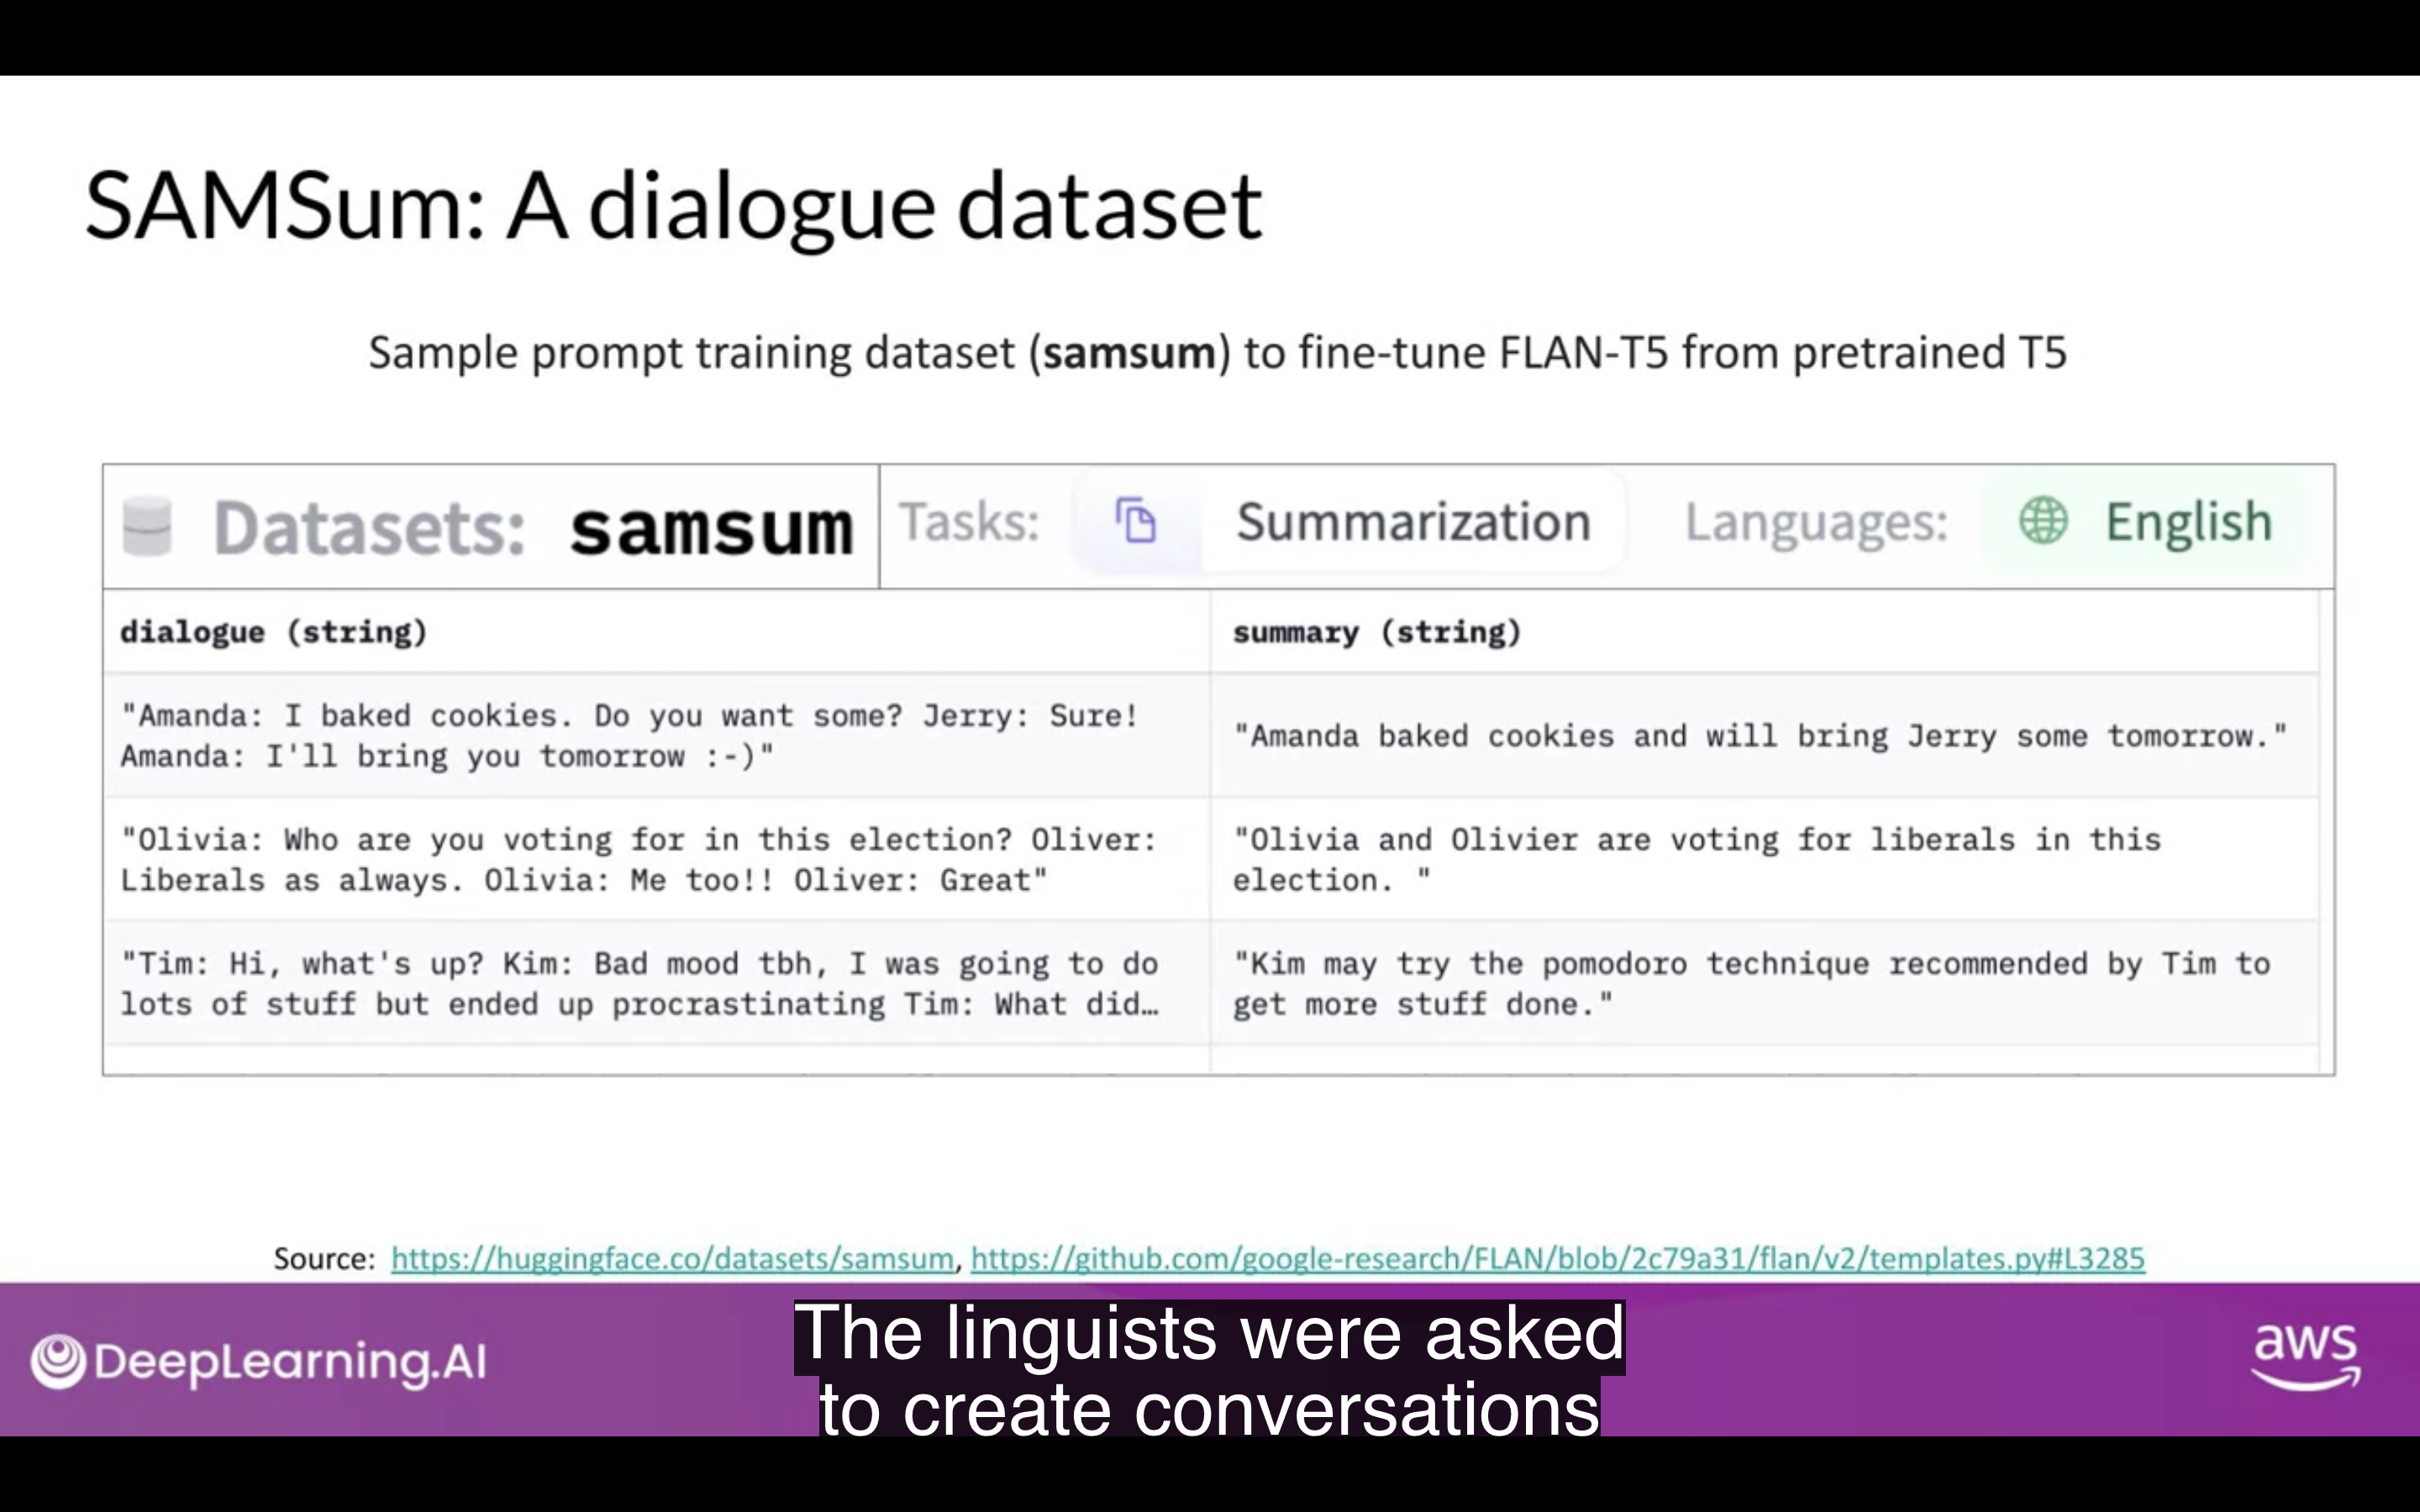 SAMSum: A dialogue dataset
Sample prompt training dataset (samsum) to fine-tune FLAN-T5 from pretrained T5
Datasets: samsum Tasks: Summarization Languages: English
dialogue (string) summary (string)
"Amanda: I baked cookies. Do you want some? Jerry: Sure!
Amanda: I'll bring you tomorrow :-)"
"Amanda baked cookies and will bring Jerry some tomorrow."
"Olivia: Who are you voting for in this election? Oliver:
Liberals as always. Olivia: Me too!! Oliver: Great"
"Olivia and Olivier are voting for liberals in this
election. "
"Tim: Hi, what's up? Kim: Bad mood tbh, I was going to do
lots of stuff but ended up procrastinating Tim: What did…
"Kim may try the pomodoro technique recommended by Tim to
get more stuff done."
Source: https://huggingface.co/datasets/samsum, https://github.com/google-research/FLAN/blob/2c79a31/flan/v2/templates.py#L3285
DeepLearning.AI
The linguists were asked
to create conversations
aws